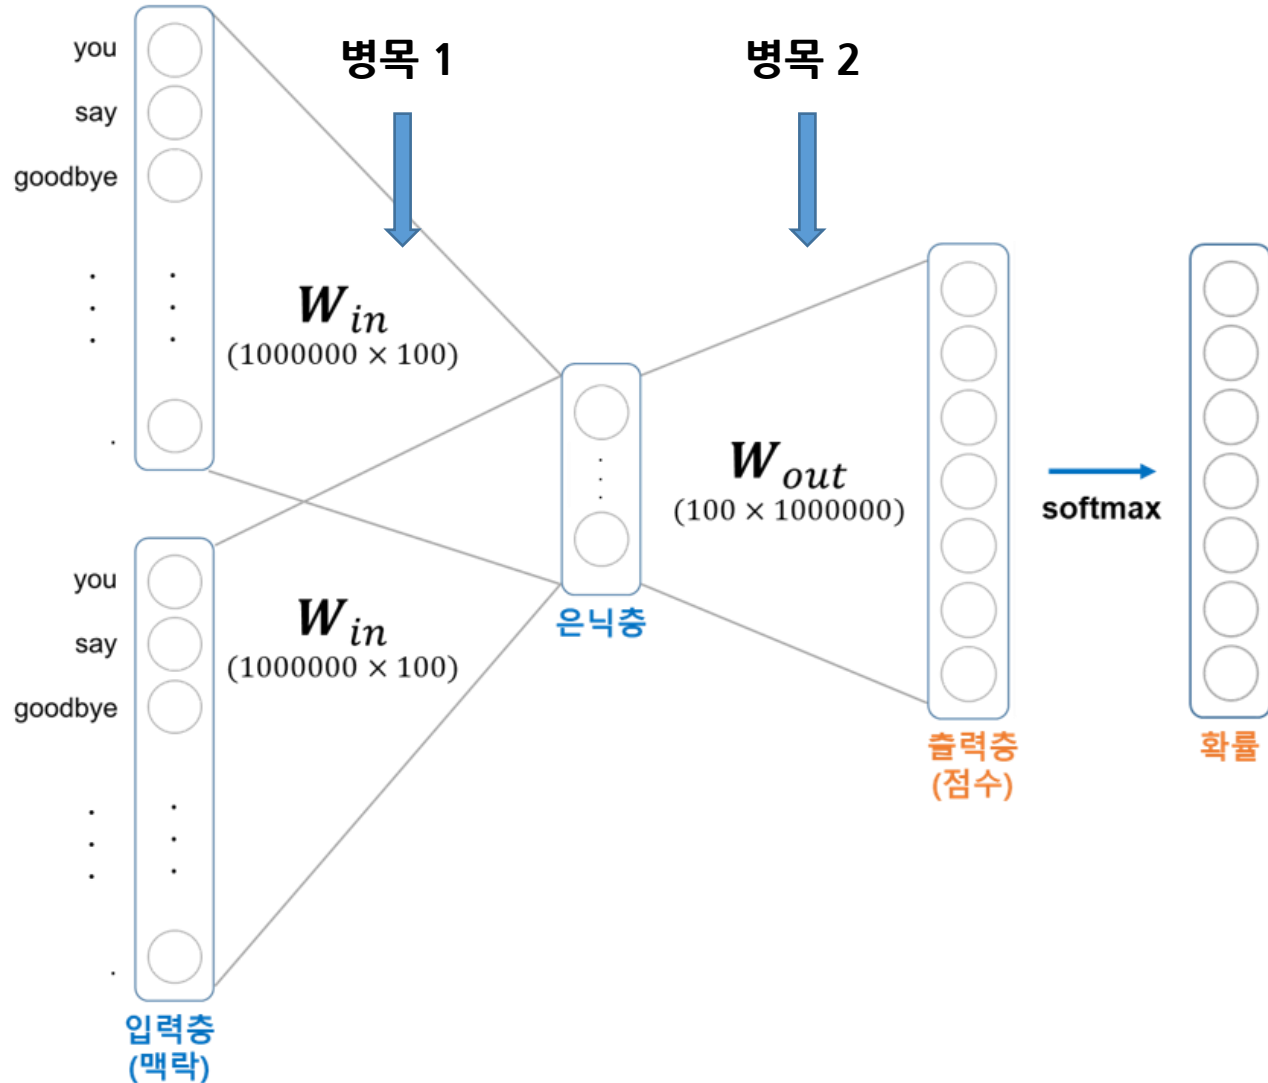 병목 1
병목 2
you
say
goodbye
.
W_in
(1000000 × 100)
you
say
goodbye
.
W_in
(1000000 × 100)
입력층
(맥락)
은닉층
W_out
(100 × 1000000)
출력층
(점수)
softmax
확률